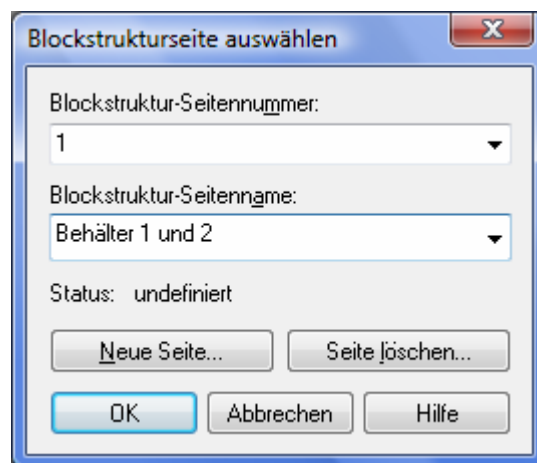 Blockstrukturseite auswählen
Blockstruktur-Seitennummer:
1
Blockstruktur-Seitenname:
Behälter 1 und 2
Status: undefiniert
Neue Seite... Seite löschen...
OK Abbrechen Hilfe